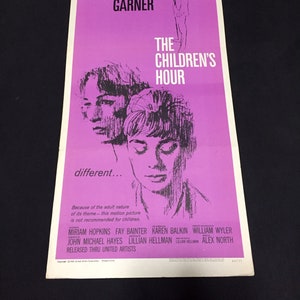 GARNER
THE
CHILDREN'S
HOUR
different...
Because of the adult nature
of its theme—this motion picture
is not recommended for children.
MIRIAM HOPKINS FAY BAINTER KAREN BALKIN WILLIAM WYLER
JOHN MICHAEL HAYES LILLIAN HELLMAN ALEX NORTH
RELEASED THRU UNITED ARTISTS